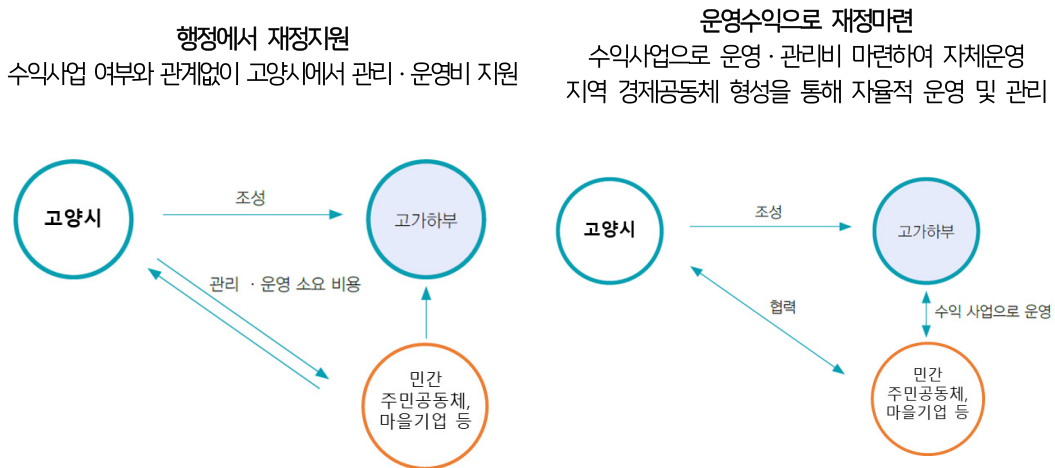 행정에서 재정지원
수익사업 여부와 관계없이 고양시에서 관리 · 운영비 지원
고양시
조성
고가하부
관리 · 운영 소요 비용
민간
주민공동체,
마을기업 등
운영수익으로 재정마련
수익사업으로 운영 · 관리비 마련하여 자체운영
지역 경제공동체 형성을 통해 자율적 운영 및 관리
고양시
조성
고가하부
협력
수익 사업으로 운영
민간
주민공동체,
마을기업 등